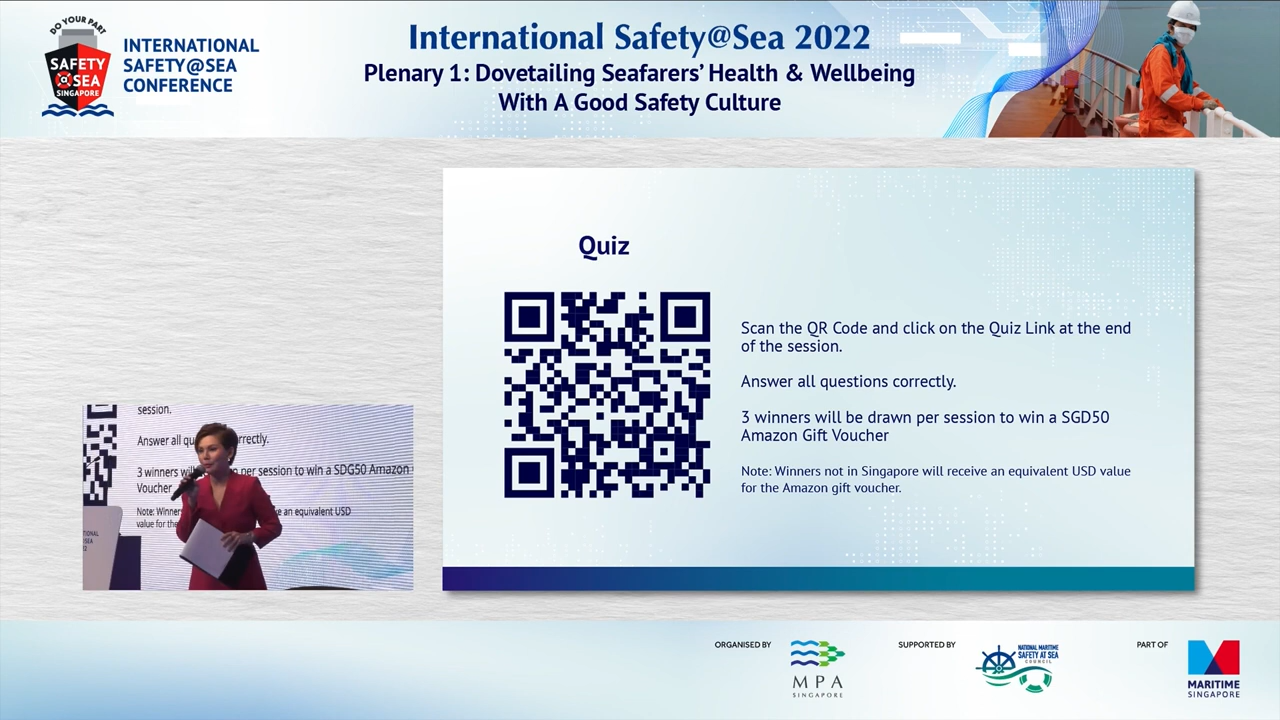 DO YOUR PART
SAFETY
@SEA
SINGAPORE
INTERNATIONAL
SAFETY@SEA
CONFERENCE
International Safety@Sea 2022
Plenary 1: Dovetailing Seafarers' Health & Wellbeing
With A Good Safety Culture
Quiz
Scan the QR Code and click on the Quiz Link at the end
of the session.
Answer all questions correctly.
3 winners will be drawn per session to win a SGD50
Amazon Gift Voucher
Note: Winners not in Singapore will receive an equivalent USD value
for the Amazon gift voucher.
session.
Answer all qu rrectly.
3 winners will per session to win a SDG50 Amazon
Voucher
Note: Winner e an equivalent USD
value for the
ORGANISED BY
MPA
SINGAPORE
SUPPORTED BY
NATIONAL MARITIME
SAFETY AT SEA
COUNCIL
PART OF
MARITIME
SINGAPORE